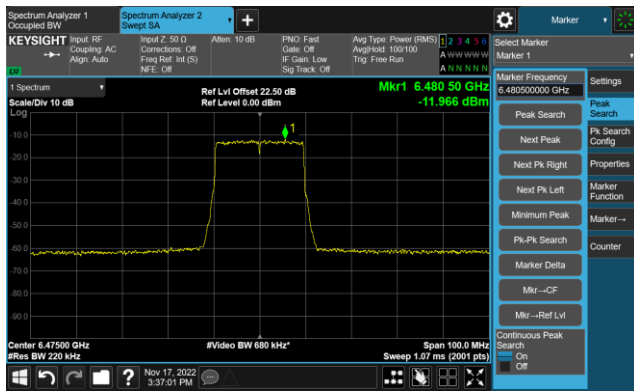 Spectrum Analyzer 1
Occupied BW
Spectrum Analyzer 2
Swept SA
Marker
KEYSIGHT
Input: RF
Coupling: AC
Align: Auto
Input Z: 50 Ω
Corrections: Off
Freq Ref: Int (S)
NFE: Off
Atten: 10 dB
PNO: Fast
Gate: Off
IF Gain: Low
Sig Track: Off
Avg Type: Power (RMS)
Avg|Hold: 100/100
Trig: Free Run
1 2 3 4 5 6
A W W W W W
A N N N N N
Select Marker
Marker 1
1 Spectrum
Scale/Div 10 dB
Log
Ref Lvl Offset 22.50 dB
Ref Level 0.00 dBm
Mkr1 6.480 50 GHz
-11.966 dBm
1
-10.0
-20.0
-30.0
-40.0
-50.0
-60.0
-70.0
-80.0
-90.0
Center 6.47500 GHz
#Res BW 220 kHz
#Video BW 680 kHz*
Span 100.0 MHz
Sweep 1.07 ms (2001 pts)
Marker Frequency
6.480500000 GHz
Peak Search
Next Peak
Next Pk Right
Next Pk Left
Minimum Peak
Pk-Pk Search
Marker Delta
Mkr→CF
Mkr→Ref Lvl
Continuous Peak
Search
On
Off
Settings
Peak
Search
Pk Search
Config
Properties
Marker
Function
Marker→
Counter
?
Nov 17, 2022
3:37:01 PM